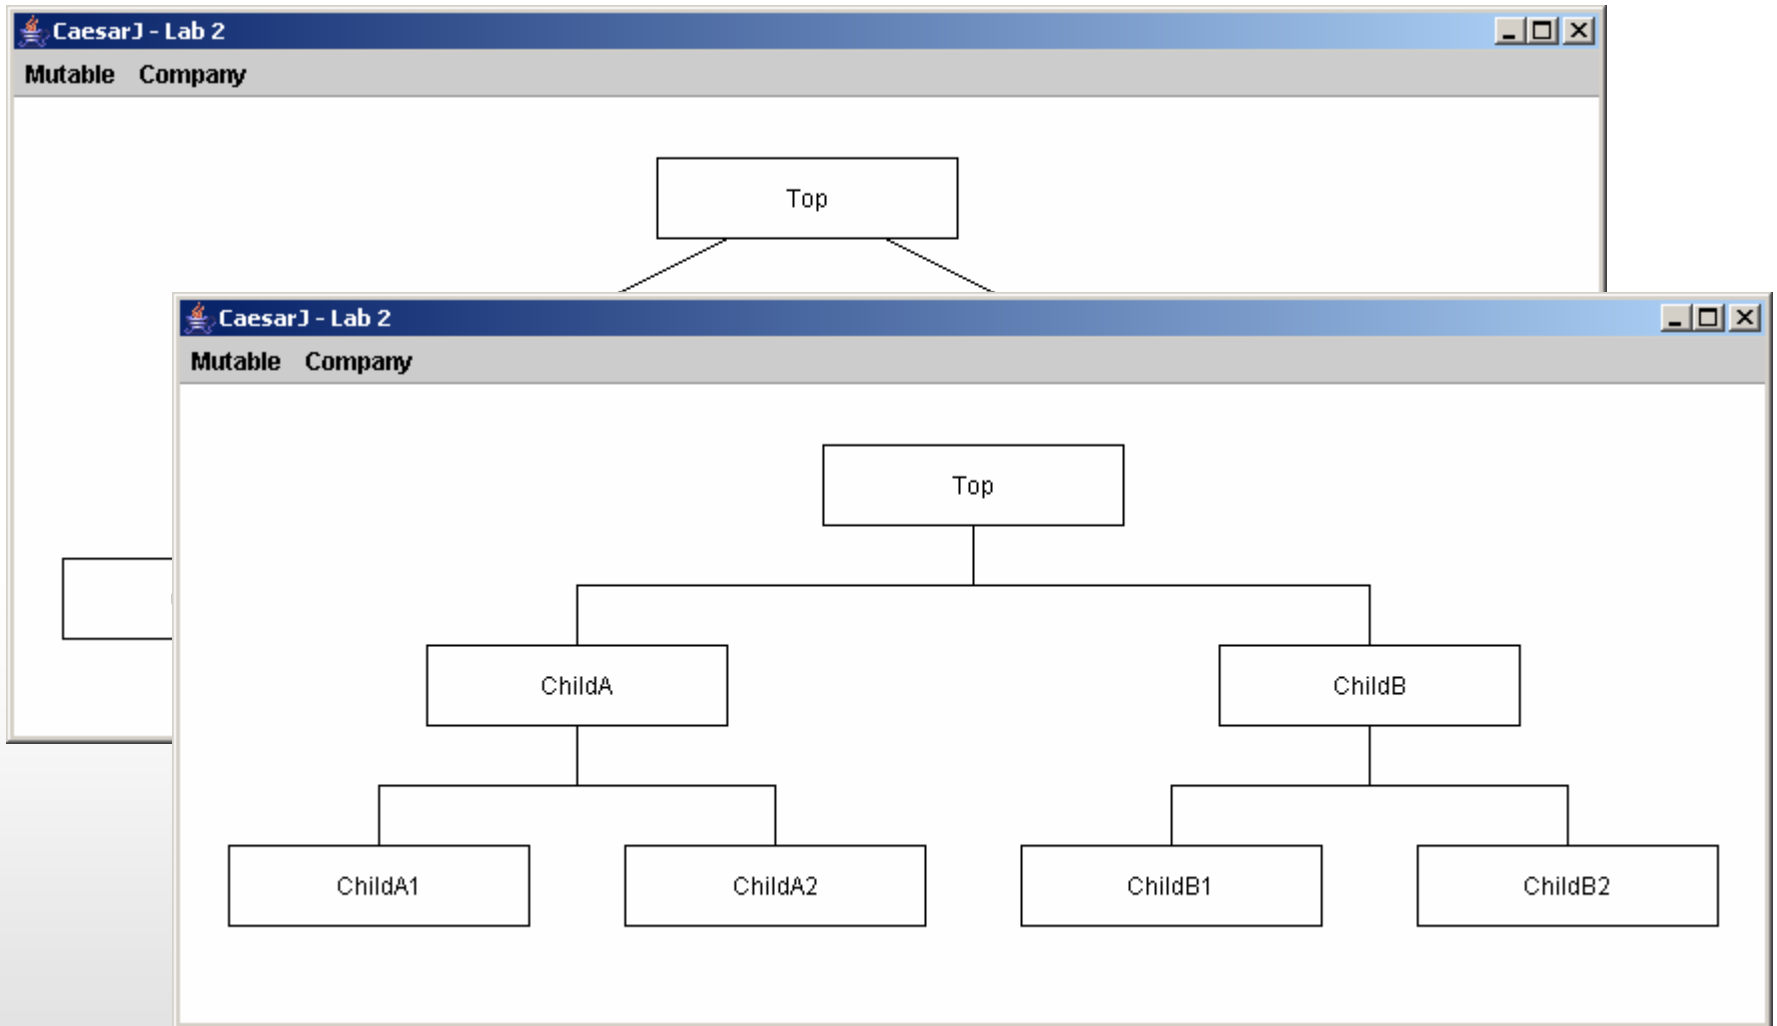 CaesarJ - Lab 2
Mutable Company
Top
CaesarJ - Lab 2
Mutable Company
Top
ChildA ChildB
ChildA1 ChildA2 ChildB1 ChildB2